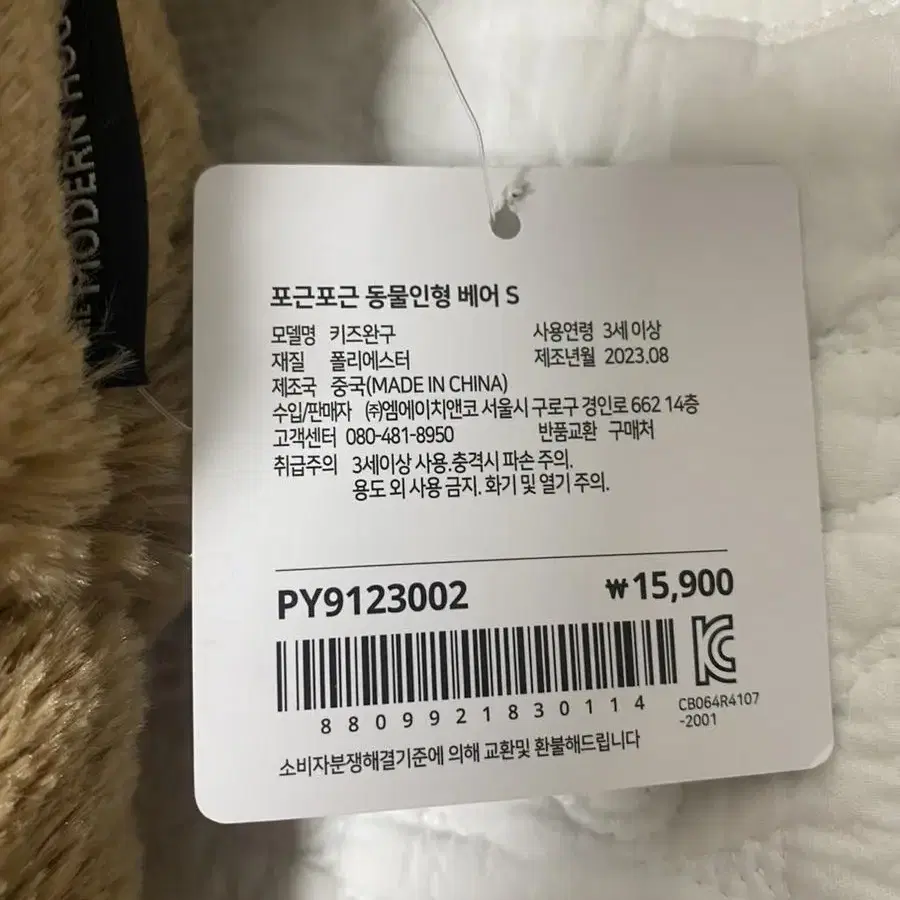 MODERN
포근포근 동물인형 베어 S
모델명 키즈완구 사용연령 3세 이상
재질 폴리에스터 제조년월 2023.08
제조국 중국(MADE IN CHINA)
수입/판매자 ㈜엠에이치앤코 서울시 구로구 경인로 662 14층
고객센터 080-481-8950 반품교환 구매처
취급주의 3세이상 사용.충격시 파손 주의.
용도 외 사용 금지. 화기 및 열기 주의.
PY9123002 ₩15,900
8809921830114
CB064R4107
-2001
소비자분쟁해결기준에 의해 교환및 환불해드립니다